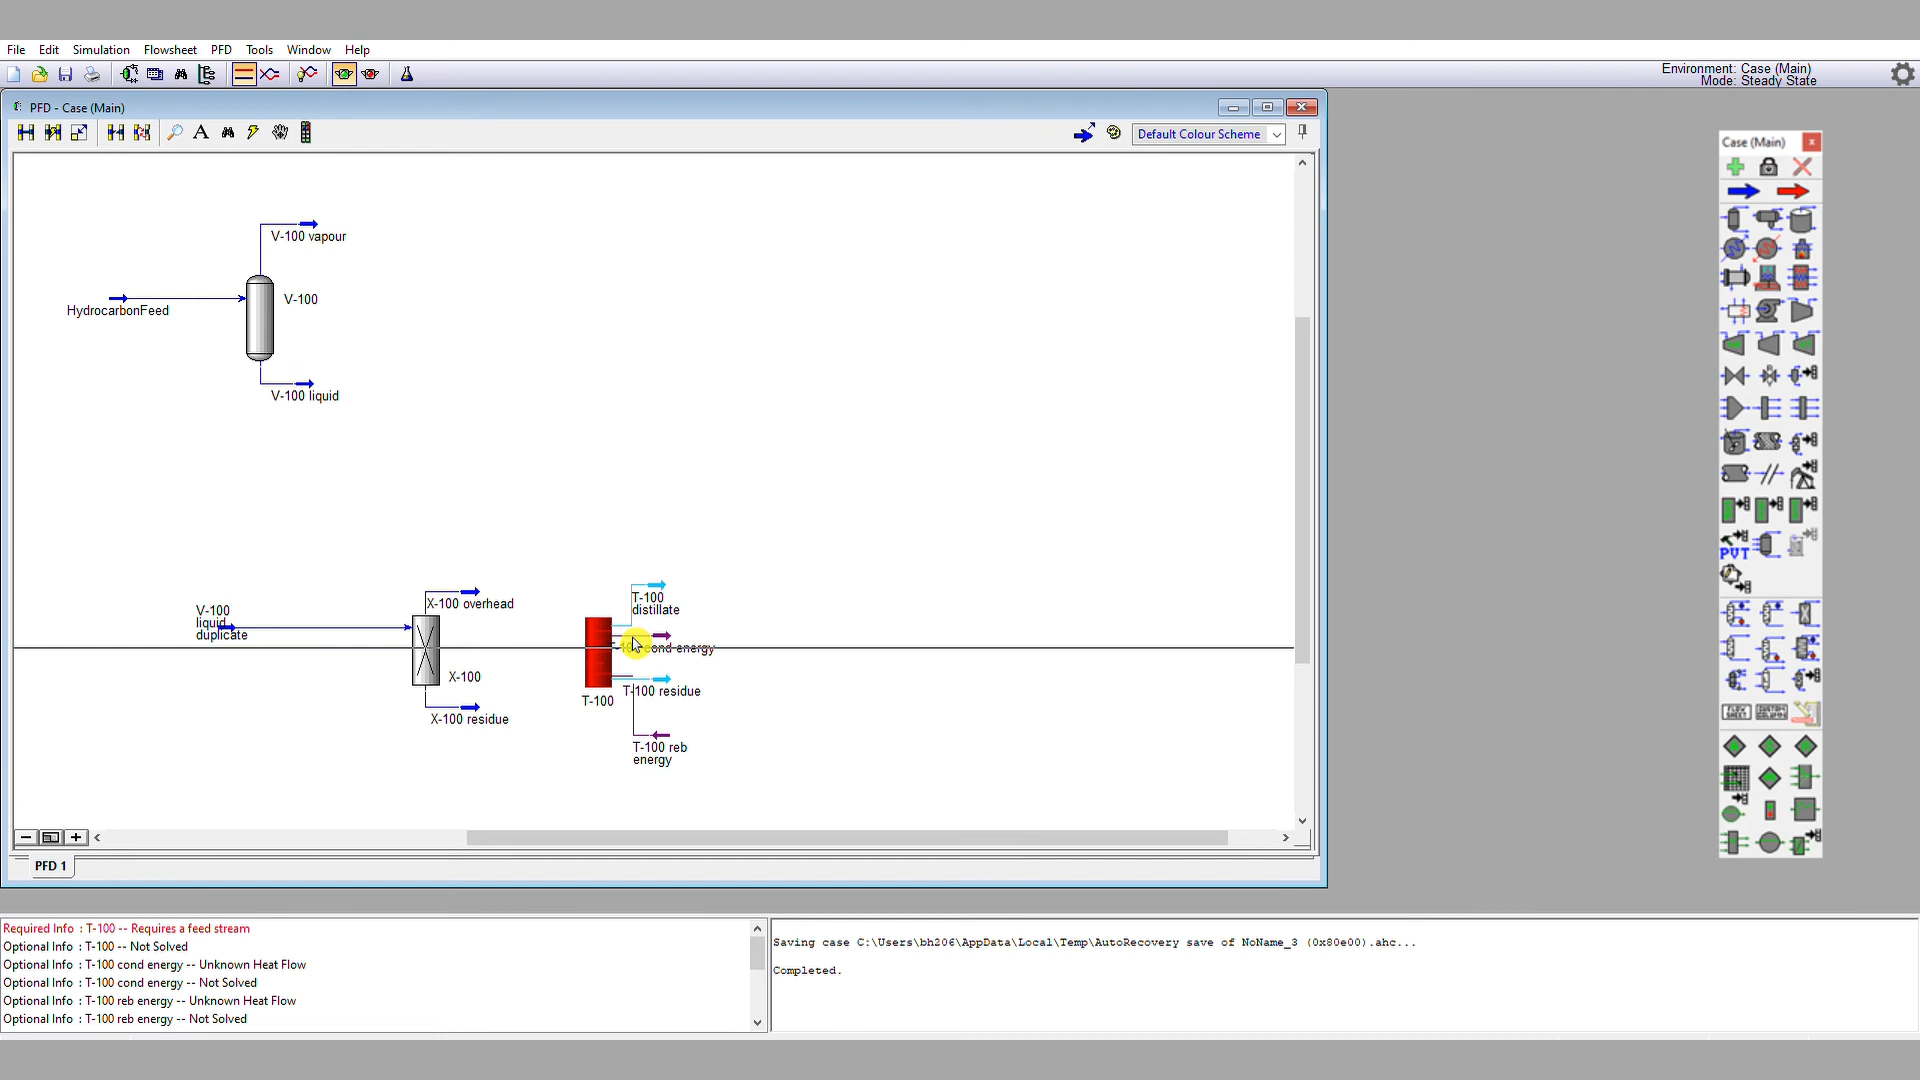 File Edit Simulation Flowsheet PFD Tools Window Help
Environment: Case (Main)
Mode: Steady State
PFD - Case (Main)
A
Default Colour Scheme
Case (Main)
V-100 vapour
HydrocarbonFeed
V-100
V-100 liquid
V-100
liquid
duplicate
X-100 overhead
X-100
X-100 residue
T-100
distillate
cond energy
T-100 residue
T-100
T-100 reb
energy
PVT
FLOW
SHEET
CUSTOM
COLUMN
PFD 1
Required Info : T-100 -- Requires a feed stream
Optional Info : T-100 -- Not Solved
Optional Info : T-100 cond energy -- Unknown Heat Flow
Optional Info : T-100 cond energy -- Not Solved
Optional Info : T-100 reb energy -- Unknown Heat Flow
Optional Info : T-100 reb energy -- Not Solved
Saving case C:\Users\bh206\AppData\Local\Temp\AutoRecovery save of NoName_3 (0x80e00).ahc...
Completed.